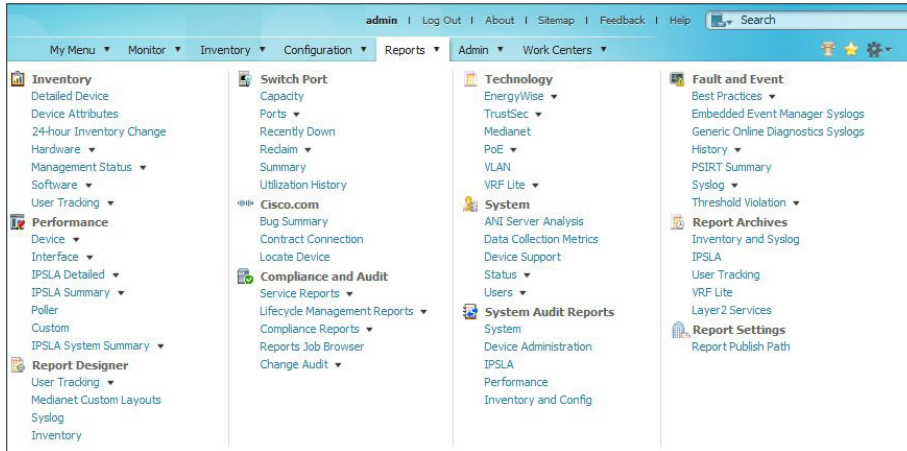 admin | Log Out | About | Sitemap | Feedback | Help Search
My Menu Monitor Inventory Configuration Reports Admin Work Centers
Inventory
Detailed Device
Device Attributes
24-hour Inventory Change
Hardware
Management Status
Software
User Tracking
Performance
Device
Interface
IPSLA Detailed
IPSLA Summary
Poller
Custom
IPSLA System Summary
Report Designer
User Tracking
Medianet Custom Layouts
Syslog
Inventory
Switch Port
Capacity
Ports
Recently Down
Reclaim
Summary
Utilization History
Cisco.com
Bug Summary
Contract Connection
Locate Device
Compliance and Audit
Service Reports
Lifecycle Management Reports
Compliance Reports
Reports Job Browser
Change Audit
Technology
EnergyWise
TrustSec
Medianet
PoE
VLAN
VRF Lite
System
ANI Server Analysis
Data Collection Metrics
Device Support
Status
Users
System Audit Reports
System
Device Administration
IPSLA
Performance
Inventory and Config
Fault and Event
Best Practices
Embedded Event Manager Syslogs
Generic Online Diagnostics Syslogs
History
PSIRT Summary
Syslog
Threshold Violation
Report Archives
Inventory and Syslog
IPSLA
User Tracking
VRF Lite
Layer2 Services
Report Settings
Report Publish Path